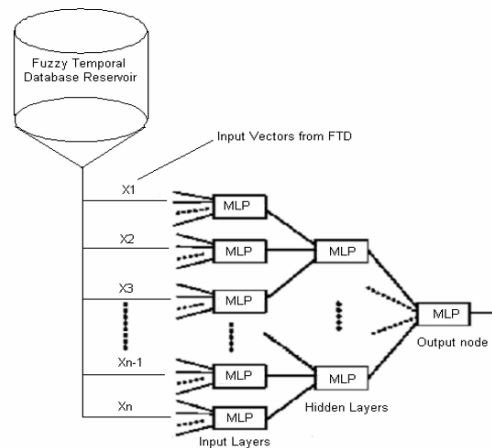 Fuzzy Temporal
Database Reservoir
Input Vectors from FTD
X1
MLP
X2
MLP
MLP
X3
MLP
MLP
Output node
Xn-1
MLP
MLP
Hidden Layers
Xn
MLP
Input Layers